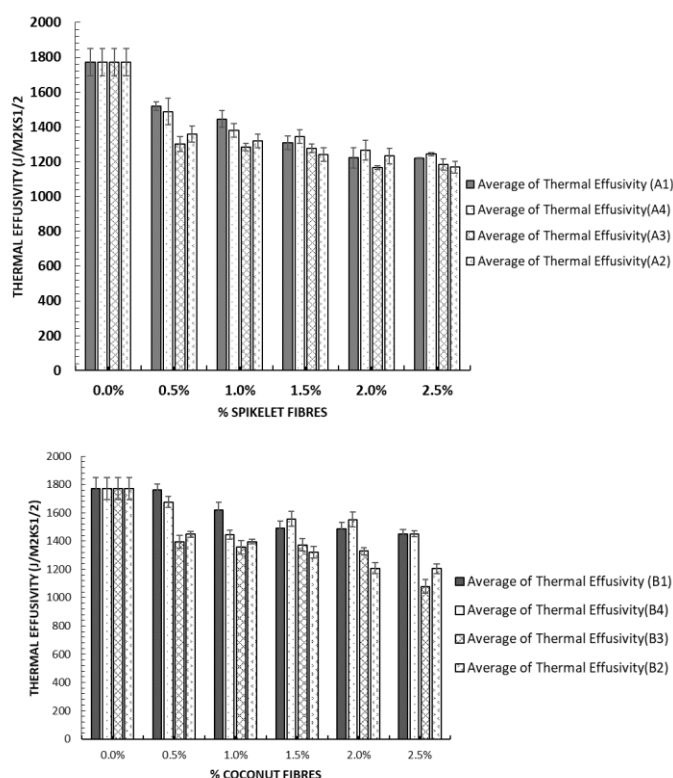 2000
1800
1600
1400
1200
1000
800
600
400
200
0
THERMAL EFFUSIVITY (J/M2KS1/2
0.0% 0.5% 1.0% 1.5% 2.0% 2.5%
% SPIKELET FIBRES
Average of Thermal Effusivity (A1)
Average of Thermal Effusivity(A4)
Average of Thermal Effusivity(A3)
Average of Thermal Effusivity(A2)
2000
1800
1600
1400
1200
1000
800
600
400
200
0
THERMAL EFFUSIVITY (J/M2KS1/2)
0.0% 0.5% 1.0% 1.5% 2.0% 2.5%
% COCONUT FIBRES
Average of Thermal Effusivity (B1)
Average of Thermal Effusivity(B4)
Average of Thermal Effusivity(B3)
Average of Thermal Effusivity(B2)